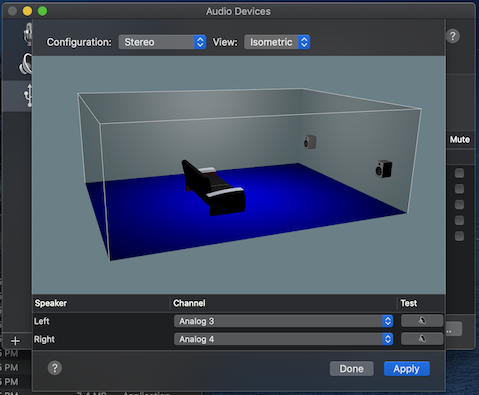 Audio Devices
Configuration: Stereo View: Isometric
?
Mute
Speaker Channel Test
Left Analog 3
Right Analog 4
..
+
? Done Apply
PM
PM
PM Application